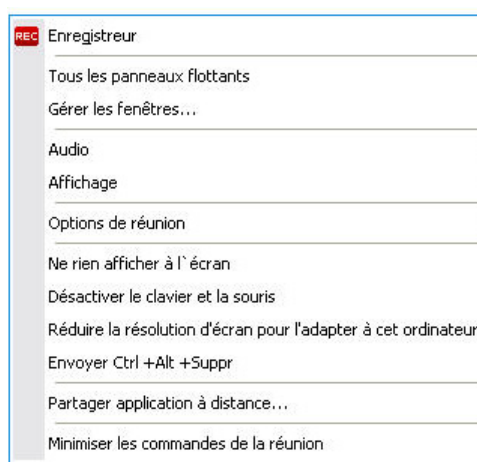 REC Enregistreur
Tous les panneaux flottants
Gérer les fenêtres...
Audio
Affichage
Options de réunion
Ne rien afficher à l`écran
Désactiver le clavier et la souris
Réduire la résolution d'écran pour l'adapter à cet ordinateur
Envoyer Ctrl +Alt +Suppr
Partager application à distance...
Minimiser les commandes de la réunion